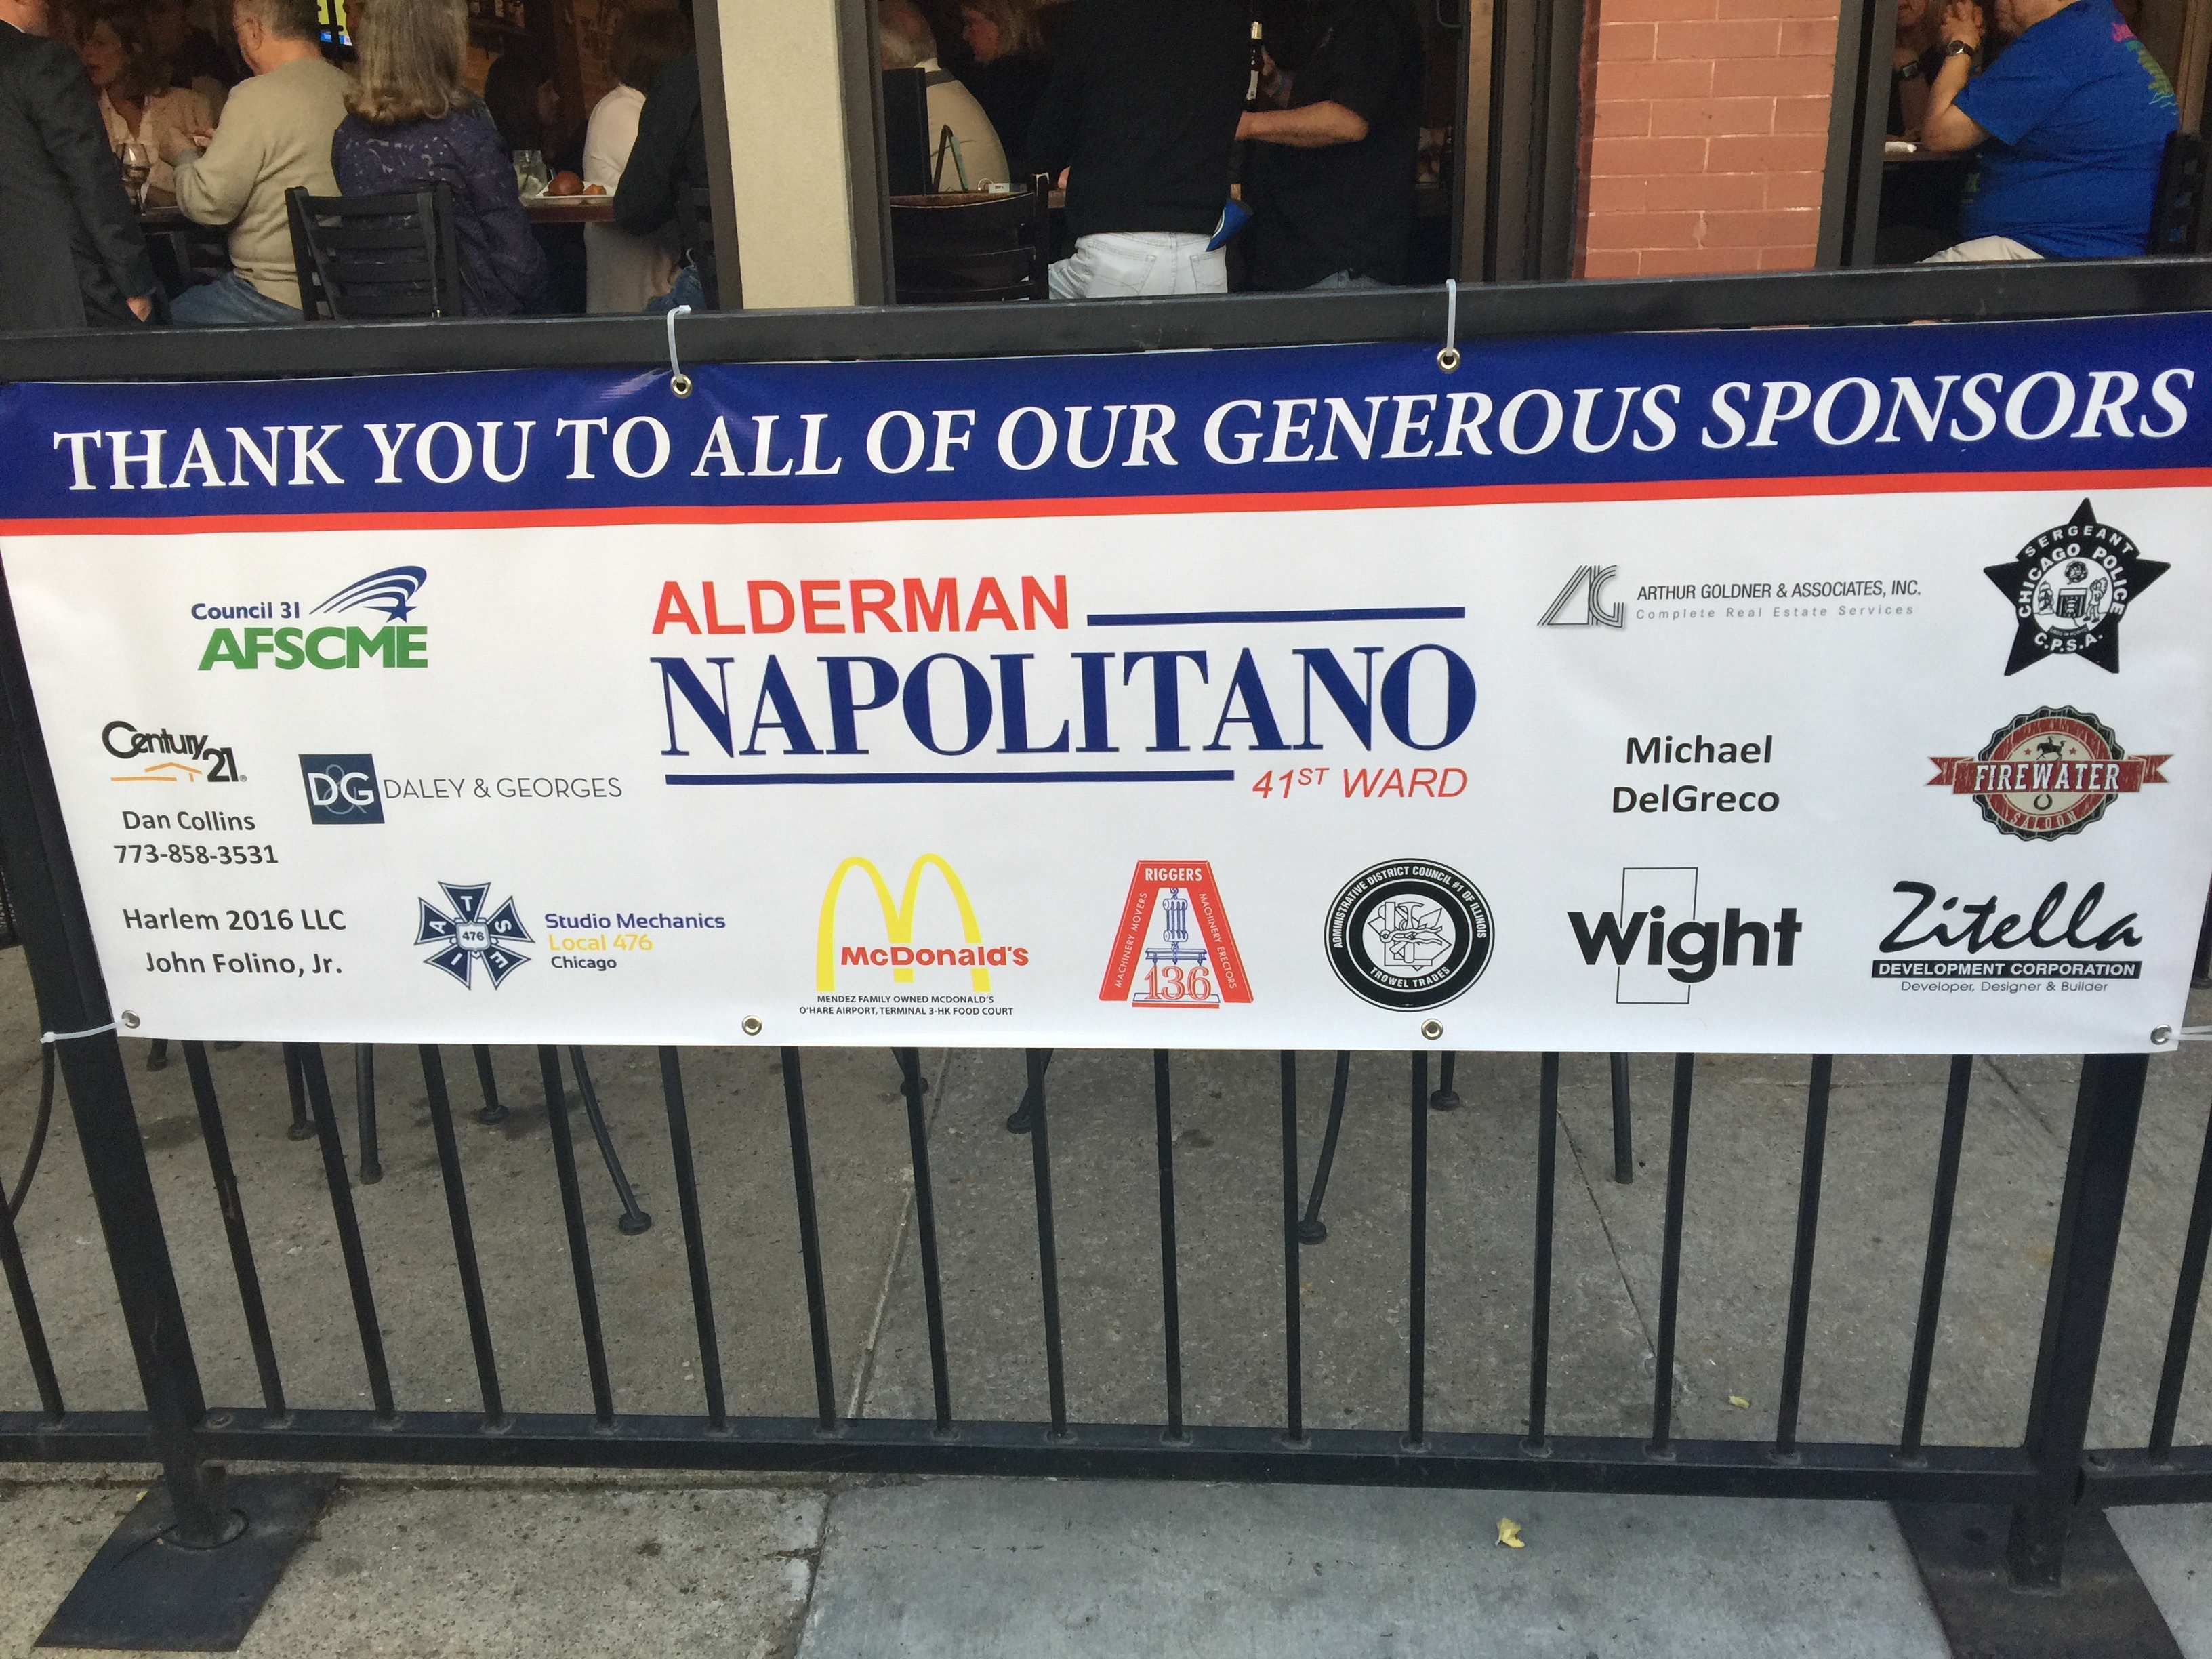 THANK YOU TO ALL OF OUR GENEROUS SPONSORS
Council 31
AFSCME
ALDERMAN
NAPOLITANO
41ST WARD
AG ARTHUR GOLDNER & ASSOCIATES, INC.
Complete Real Estate Services
SERGEANT
CHICAGO POLICE
C.P.S.A.
Century 21
Dan Collins
773-858-3531
D&G DALEY & GEORGES
Michael
DelGreco
FIREWATER
SALOON
Harlem 2016 LLC
John Folino, Jr.
IATSE
476
Studio Mechanics
Local 476
Chicago
McDonald's
MENDEZ FAMILY OWNED MCDONALD'S
O'HARE AIRPORT, TERMINAL 3-HK FOOD COURT
RIGGERS
MACHINERY MOVERS
MACHINERY ERECTORS
136
ADMINISTRATIVE DISTRICT COUNCIL #1 OF ILLINOIS
TROWEL TRADES
Wight
Zitella
DEVELOPMENT CORPORATION
Developer, Designer & Builder